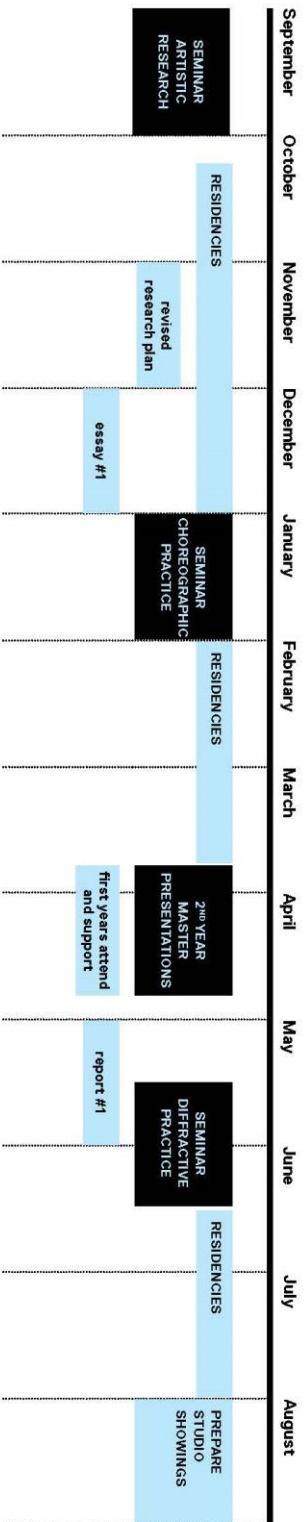 September
October
November
December
January
February
March
April
May
June
July
August
SEMINAR
ARTISTIC
RESEARCH
RESIDENCIES
revised
research plan
essay #1
SEMINAR
CHOREOGRAPHIC
PRACTICE
RESIDENCIES
2ND YEAR
MASTER
PRESENTATIONS
first years attend
and support
report #1
SEMINAR
DIFFRACTIVE
PRACTICE
RESIDENCIES
PREPARE
STUDIO
SHOWINGS